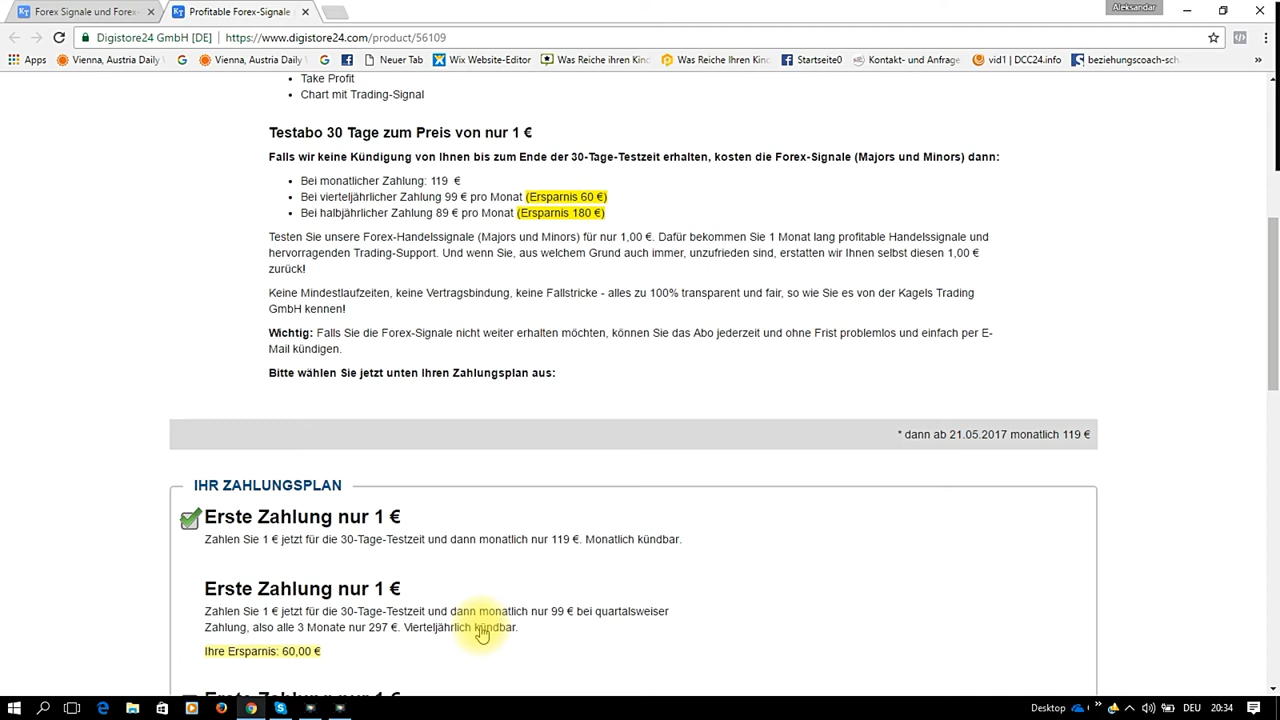 Aleksandar
Forex Signale und Forex-
Profitable Forex-Signale
Digistore24 GmbH [DE]
https://www.digistore24.com/product/56109
Apps
Vienna, Austria Daily
Vienna, Austria Daily
Neuer Tab
Wix Website-Editor
Was Reiche ihren Kin
Was Reiche Ihren Kin
Startseite0
Kontakt- und Anfrage
vid1 | DCC24.info
beziehungscoach-sch
»
• Take Profit
• Chart mit Trading-Signal
Testabo 30 Tage zum Preis von nur 1 €
Falls wir keine Kündigung von Ihnen bis zum Ende der 30-Tage-Testzeit erhalten, kosten die Forex-Signale (Majors und Minors) dann:
• Bei monatlicher Zahlung: 119 €
• Bei vierteljährlicher Zahlung 99 € pro Monat (Ersparnis 60 €)
• Bei halbjährlicher Zahlung 89 € pro Monat (Ersparnis 180 €)
Testen Sie unsere Forex-Handelssignale (Majors und Minors) für nur 1,00 €. Dafür bekommen Sie 1 Monat lang profitable Handelssignale und
hervorragenden Trading-Support. Und wenn Sie, aus welchem Grund auch immer, unzufrieden sind, erstatten wir Ihnen selbst diesen 1,00 €
zurück!
Keine Mindestlaufzeiten, keine Vertragsbindung, keine Fallstricke - alles zu 100% transparent und fair, so wie Sie es von der Kagels Trading
GmbH kennen!
Wichtig: Falls Sie die Forex-Signale nicht weiter erhalten möchten, können Sie das Abo jederzeit und ohne Frist problemlos und einfach per E-
Mail kündigen.
Bitte wählen Sie jetzt unten Ihren Zahlungsplan aus:
* dann ab 21.05.2017 monatlich 119 €
IHR ZAHLUNGSPLAN
Erste Zahlung nur 1 €
Zahlen Sie 1 € jetzt für die 30-Tage-Testzeit und dann monatlich nur 119 €. Monatlich kündbar.
Erste Zahlung nur 1 €
Zahlen Sie 1 € jetzt für die 30-Tage-Testzeit und dann monatlich nur 99 € bei quartalsweiser
Zahlung, also alle 3 Monate nur 297 €. Vierteljährlich kündbar.
Ihre Ersparnis: 60,00 €
Erste Zahlung nur 1 €
Desktop
»
DEU
20:34